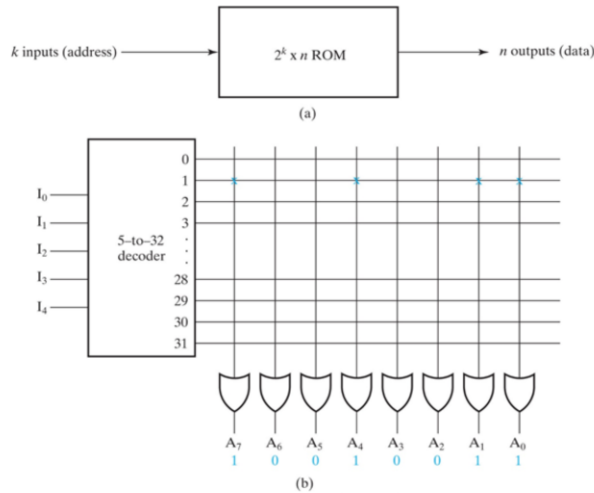 k inputs (address)
2^k x n ROM
n outputs (data)
(a)
0
1
2
3
.
.
.
28
29
30
31
I₀
I₁
I₂
I₃
I₄
5–to–32
decoder
A₇ A₆ A₅ A₄ A₃ A₂ A₁ A₀
1 0 0 1 0 0 1 1
(b)